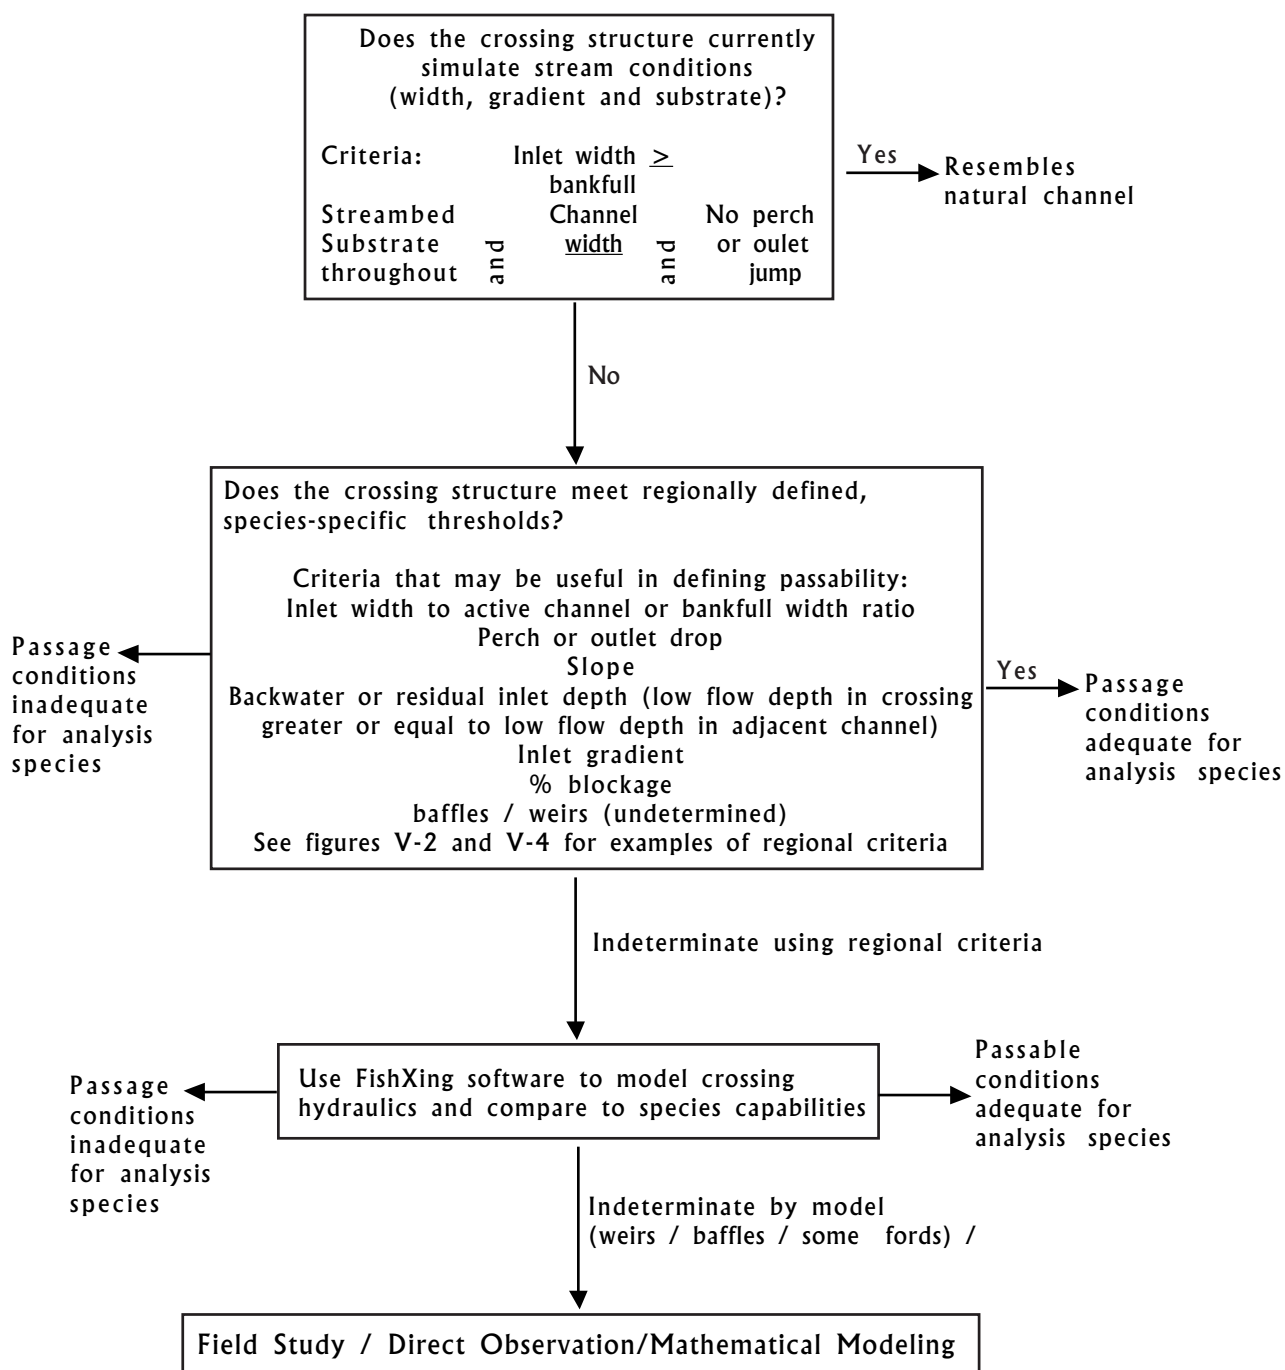 Does the crossing structure currently
simulate stream conditions
(width, gradient and substrate)?
Criteria:
Inlet width >
bankfull
Streambed
Substrate
throughout
and
Channel
width
and
No perch
or oulet
jump
Yes
Resembles
natural channel
No
Does the crossing structure meet regionally defined,
species-specific thresholds?
Criteria that may be useful in defining passability:
Inlet width to active channel or bankfull width ratio
Perch or outlet drop
Slope
Backwater or residual inlet depth (low flow depth in crossing
greater or equal to low flow depth in adjacent channel)
Inlet gradient
% blockage
baffles / weirs (undetermined)
See figures V-2 and V-4 for examples of regional criteria
Passage
conditions
inadequate
for analysis
species
Yes
Passage
conditions
adequate for
analysis species
Indeterminate using regional criteria
Use FishXing software to model crossing
hydraulics and compare to species capabilities
Passage
conditions
inadequate
for analysis
species
Passable
conditions
adequate for
analysis species
Indeterminate by model
(weirs / baffles / some fords) /
Field Study / Direct Observation/Mathematical Modeling